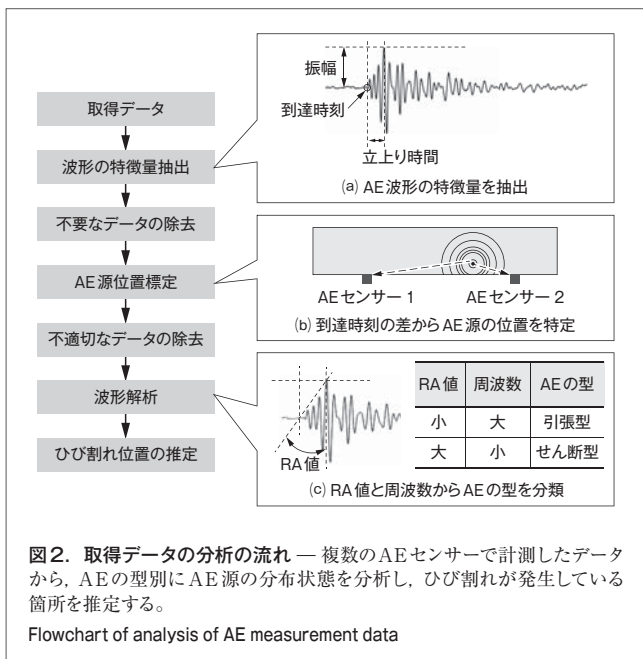 取得データ
波形の特徴量抽出
不要なデータの除去
AE源位置標定
不適切なデータの除去
波形解析
ひび割れ位置の推定
振幅
到達時刻
立上り時間
(a) AE波形の特徴量を抽出
AEセンサー1 AEセンサー2
(b) 到達時刻の差からAE源の位置を特定
RA値
RA値 周波数 AEの型
小 大 引張型
大 小 せん断型
(c) RA値と周波数からAEの型を分類
図2. 取得データの分析の流れ — 複数のAEセンサーで計測したデータ
から，AEの型別にAE源の分布状態を分析し，ひび割れが発生している
箇所を推定する。
Flowchart of analysis of AE measurement data